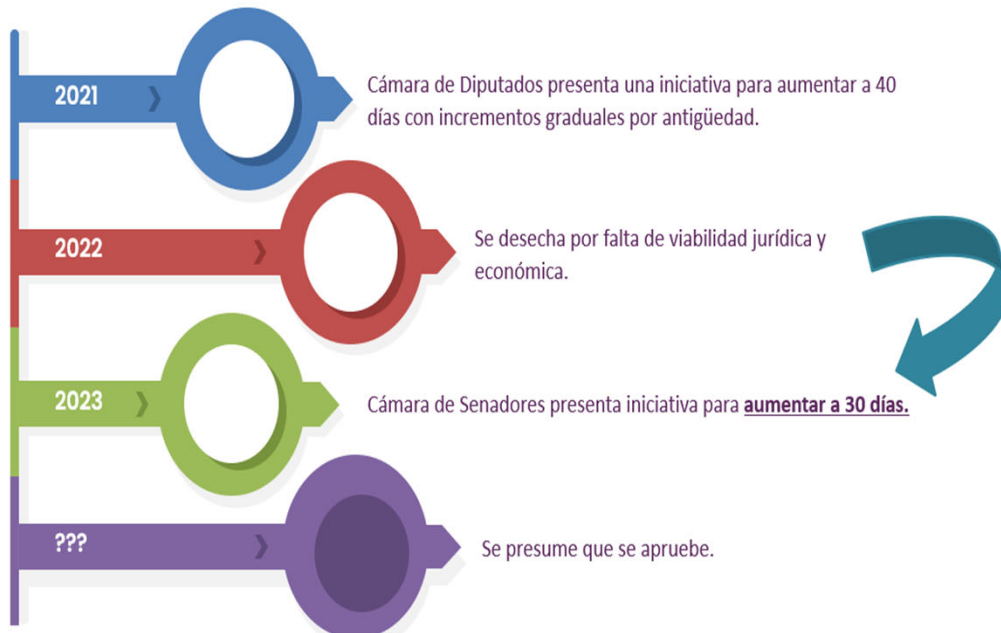 2021
Cámara de Diputados presenta una iniciativa para aumentar a 40
días con incrementos graduales por antigüedad.
2022
Se desecha por falta de viabilidad jurídica y
económica.
2023
Cámara de Senadores presenta iniciativa para aumentar a 30 días.
???
Se presume que se apruebe.